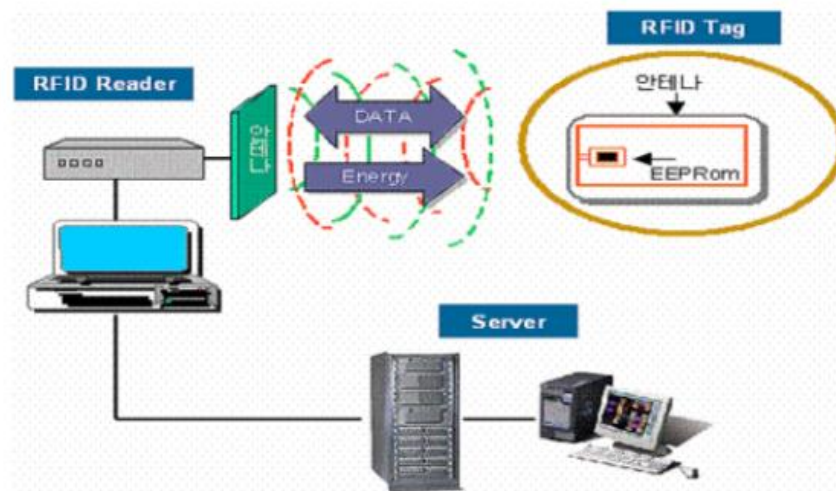 RFID Tag
RFID Reader
안테나
DATA
Energy
EEPRom
Server